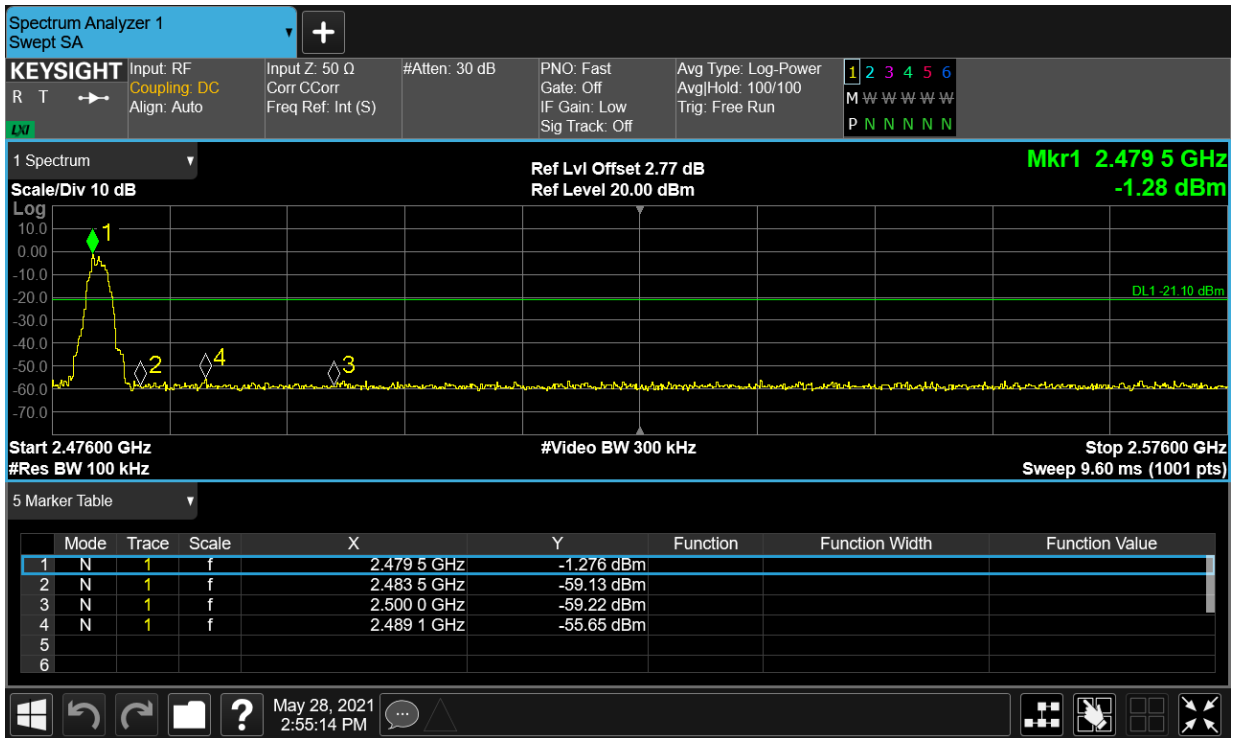 Spectrum Analyzer 1
Swept SA
+
KEYSIGHT
R T
LXI
Input: RF
Coupling: DC
Align: Auto
Input Z: 50 Ω
Corr CCorr
Freq Ref: Int (S)
#Atten: 30 dB
PNO: Fast
Gate: Off
IF Gain: Low
Sig Track: Off
Avg Type: Log-Power
Avg|Hold: 100/100
Trig: Free Run
1 2 3 4 5 6
M W W W W W
P N N N N N
1 Spectrum
Scale/Div 10 dB
Ref Lvl Offset 2.77 dB
Ref Level 20.00 dBm
Mkr1 2.479 5 GHz
-1.28 dBm
Log
10.0
0.00
-10.0
-20.0
-30.0
-40.0
-50.0
-60.0
-70.0
1
2
4
3
DL1 -21.10 dBm
Start 2.47600 GHz
#Res BW 100 kHz
#Video BW 300 kHz
Stop 2.57600 GHz
Sweep 9.60 ms (1001 pts)
5 Marker Table
Mode Trace Scale X Y Function Function Width Function Value
1 N 1 f 2.479 5 GHz -1.276 dBm
2 N 1 f 2.483 5 GHz -59.13 dBm
3 N 1 f 2.500 0 GHz -59.22 dBm
4 N 1 f 2.489 1 GHz -55.65 dBm
5
6
?
May 28, 2021
2:55:14 PM